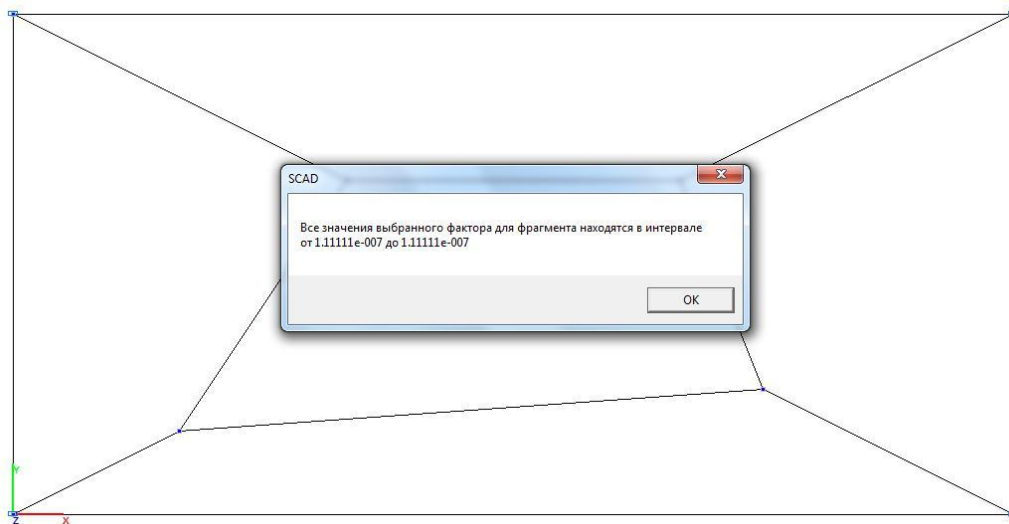 SCAD
Все значения выбранного фактора для фрагмента находятся в интервале
от 1.11111e-007 до 1.11111e-007
OK
Y
Z X